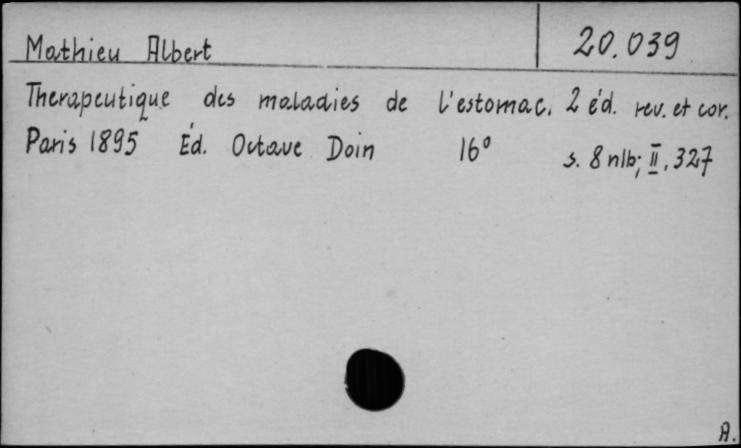 Mathieu Albert 20.039
Therapeutique des maladies de l'estomac. 2 éd. rev. et cor.
Paris 1895 Éd. Octave Doin 16° s. 8 nlb; II, 327
A.